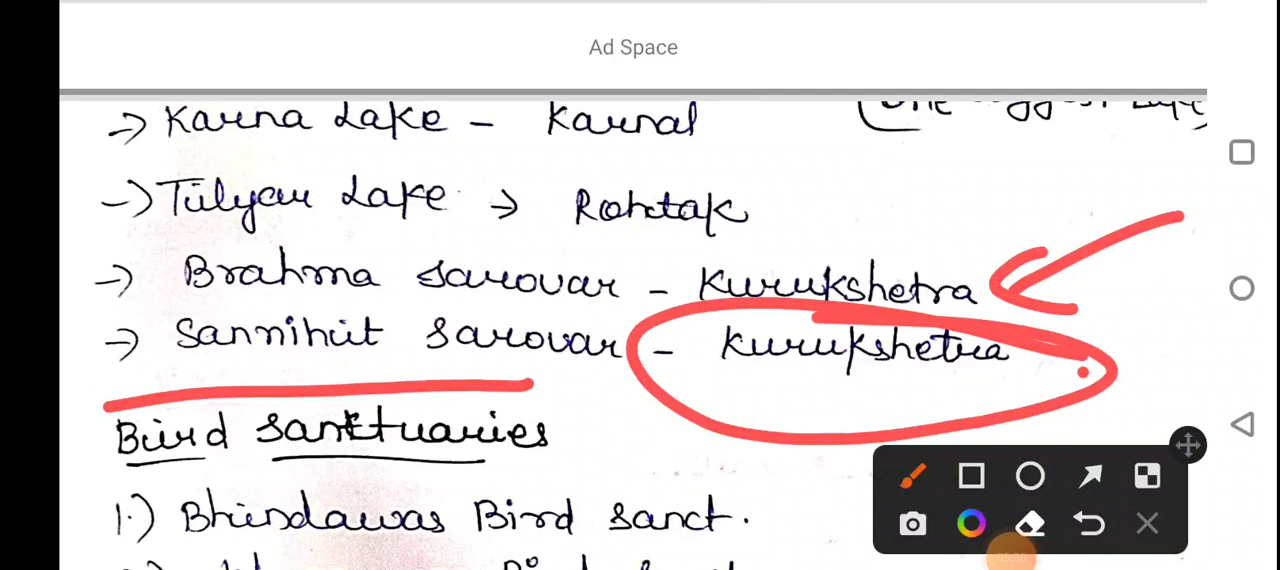 Ad Space
→ Karna Lake - Karnal
→ Tilyar Lake → Rohtak
→ Brahma Sarovar - Kurukshetra
→ Sannihit Sarovar - Kurukshetra
Bird Sanctuaries
1.) Bhindawas Bird Sanct.